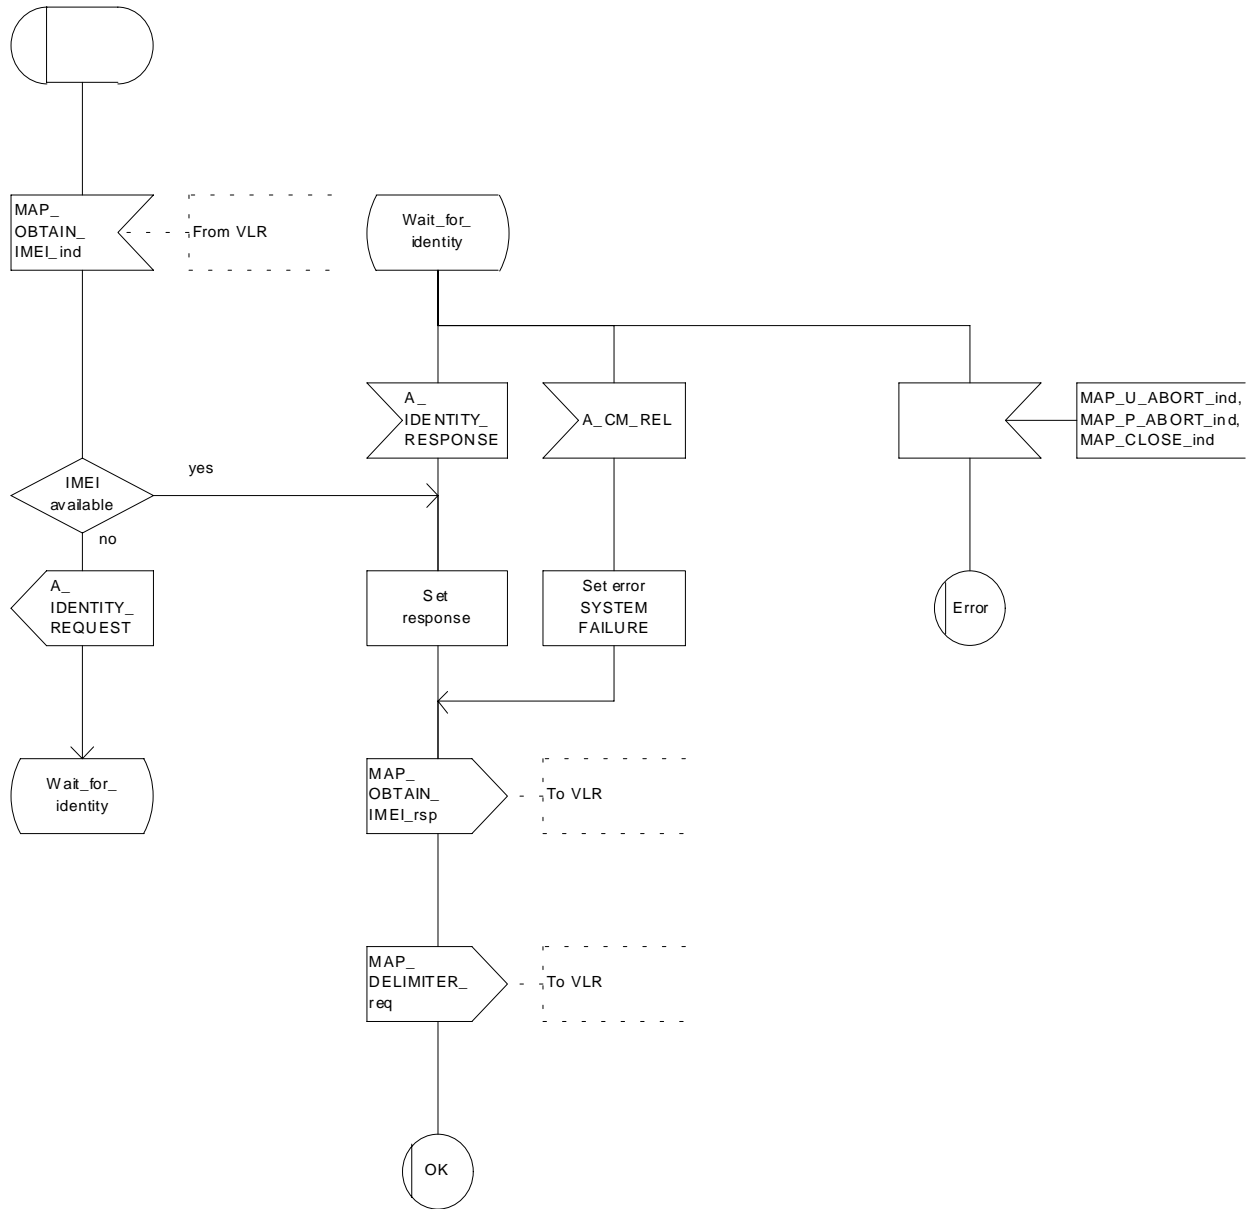 MAP_
OBTAIN_
IMEI_ind
From VLR
Wait_for_
identity
A_
IDENTITY_
RESPONSE
A_CM_REL
MAP_U_ABORT_ind,
MAP_P_ABORT_ind,
MAP_CLOSE_ind
IMEI
available
yes
no
A_
IDENTITY_
REQUEST
Set
response
Set error
SYSTEM
FAILURE
Error
Wait_for_
identity
MAP_
OBTAIN_
IMEI_rsp
To VLR
MAP_
DELIMITER_
req
To VLR
OK